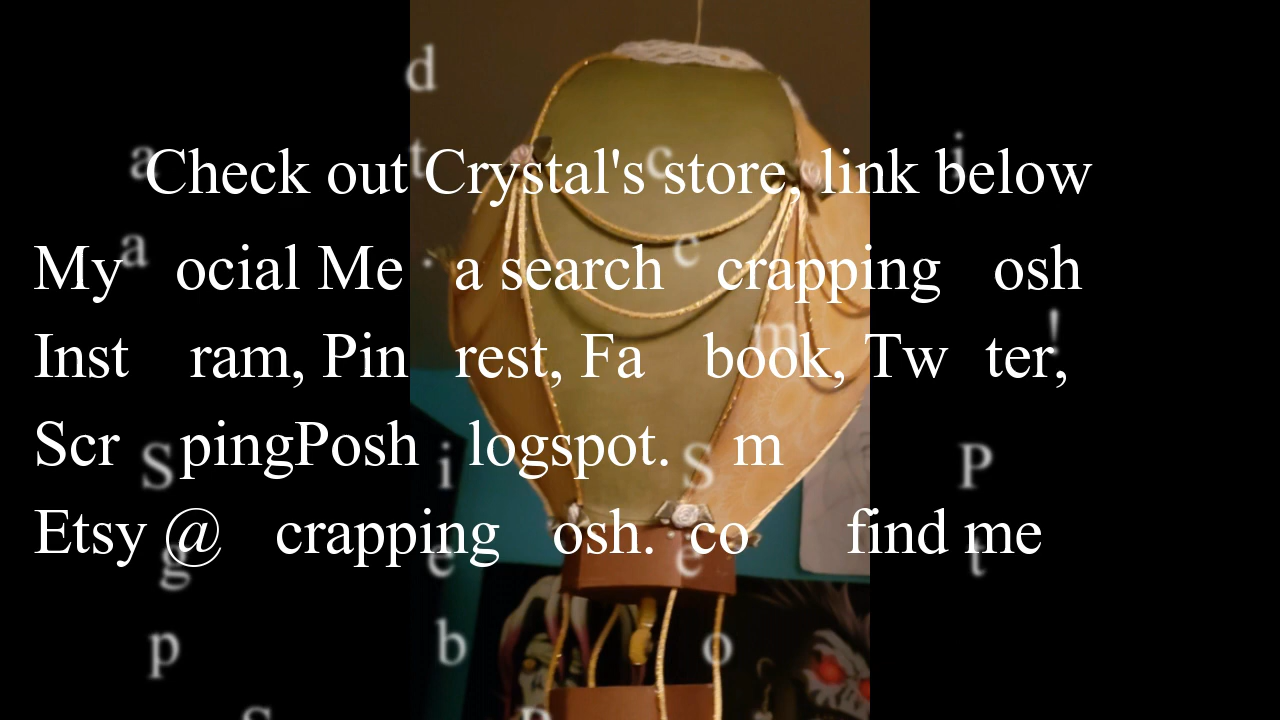 Check out Crystal's store, link below
My ocial Me a search crapping osh
Inst ram, Pin rest, Fa book, Tw ter,
Scr pingPosh logspot. m
Etsy @ crapping osh. co find me